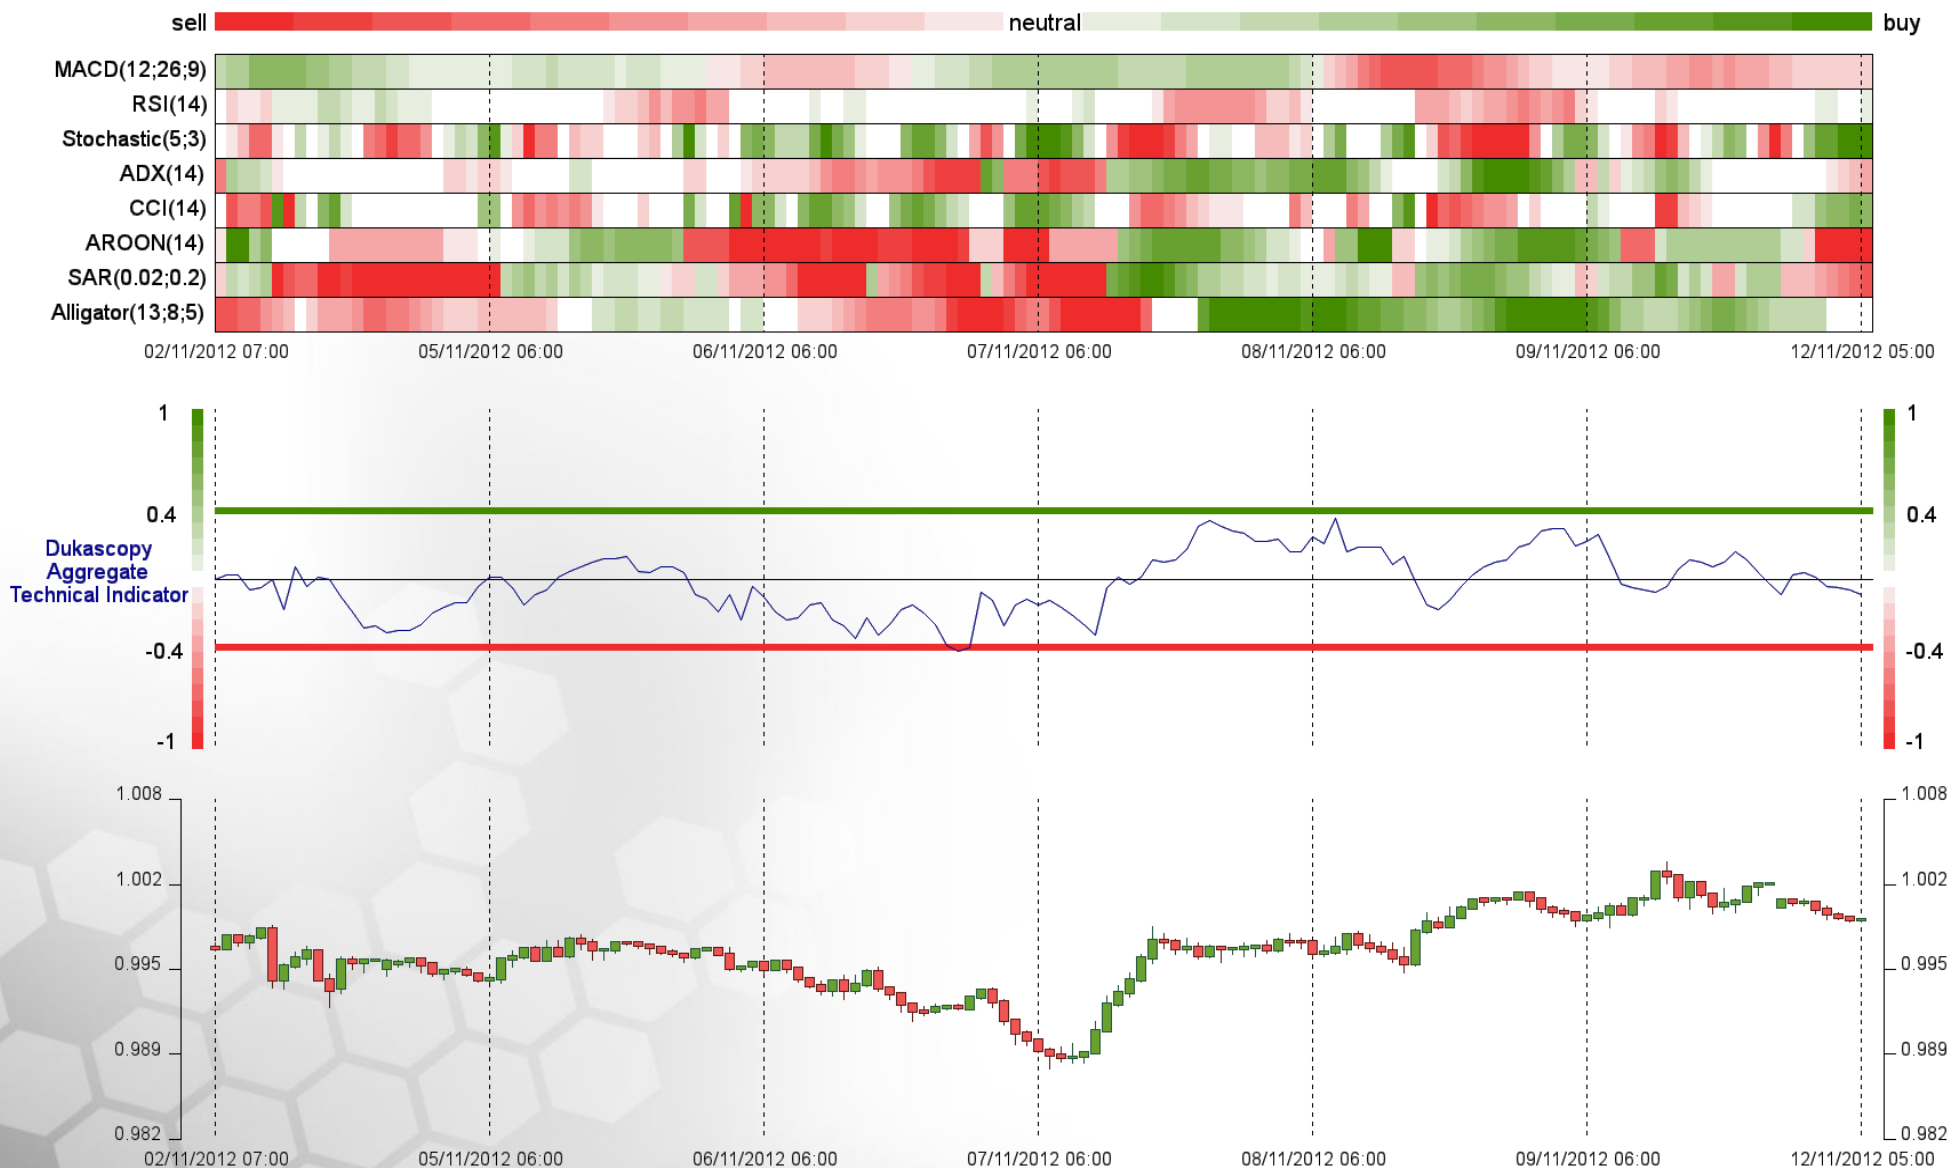 sell neutral buy
MACD(12;26;9)
RSI(14)
Stochastic(5;3)
ADX(14)
CCI(14)
AROON(14)
SAR(0.02;0.2)
Alligator(13;8;5)
02/11/2012 07:00 05/11/2012 06:00 06/11/2012 06:00 07/11/2012 06:00 08/11/2012 06:00 09/11/2012 06:00 12/11/2012 05:00
1 1
0.4 0.4
Dukascopy
Aggregate
Technical Indicator
-0.4 -0.4
-1 -1
1.008 1.008
1.002 1.002
0.995 0.995
0.989 0.989
0.982 0.982
02/11/2012 07:00 05/11/2012 06:00 06/11/2012 06:00 07/11/2012 06:00 08/11/2012 06:00 09/11/2012 06:00 12/11/2012 05:00